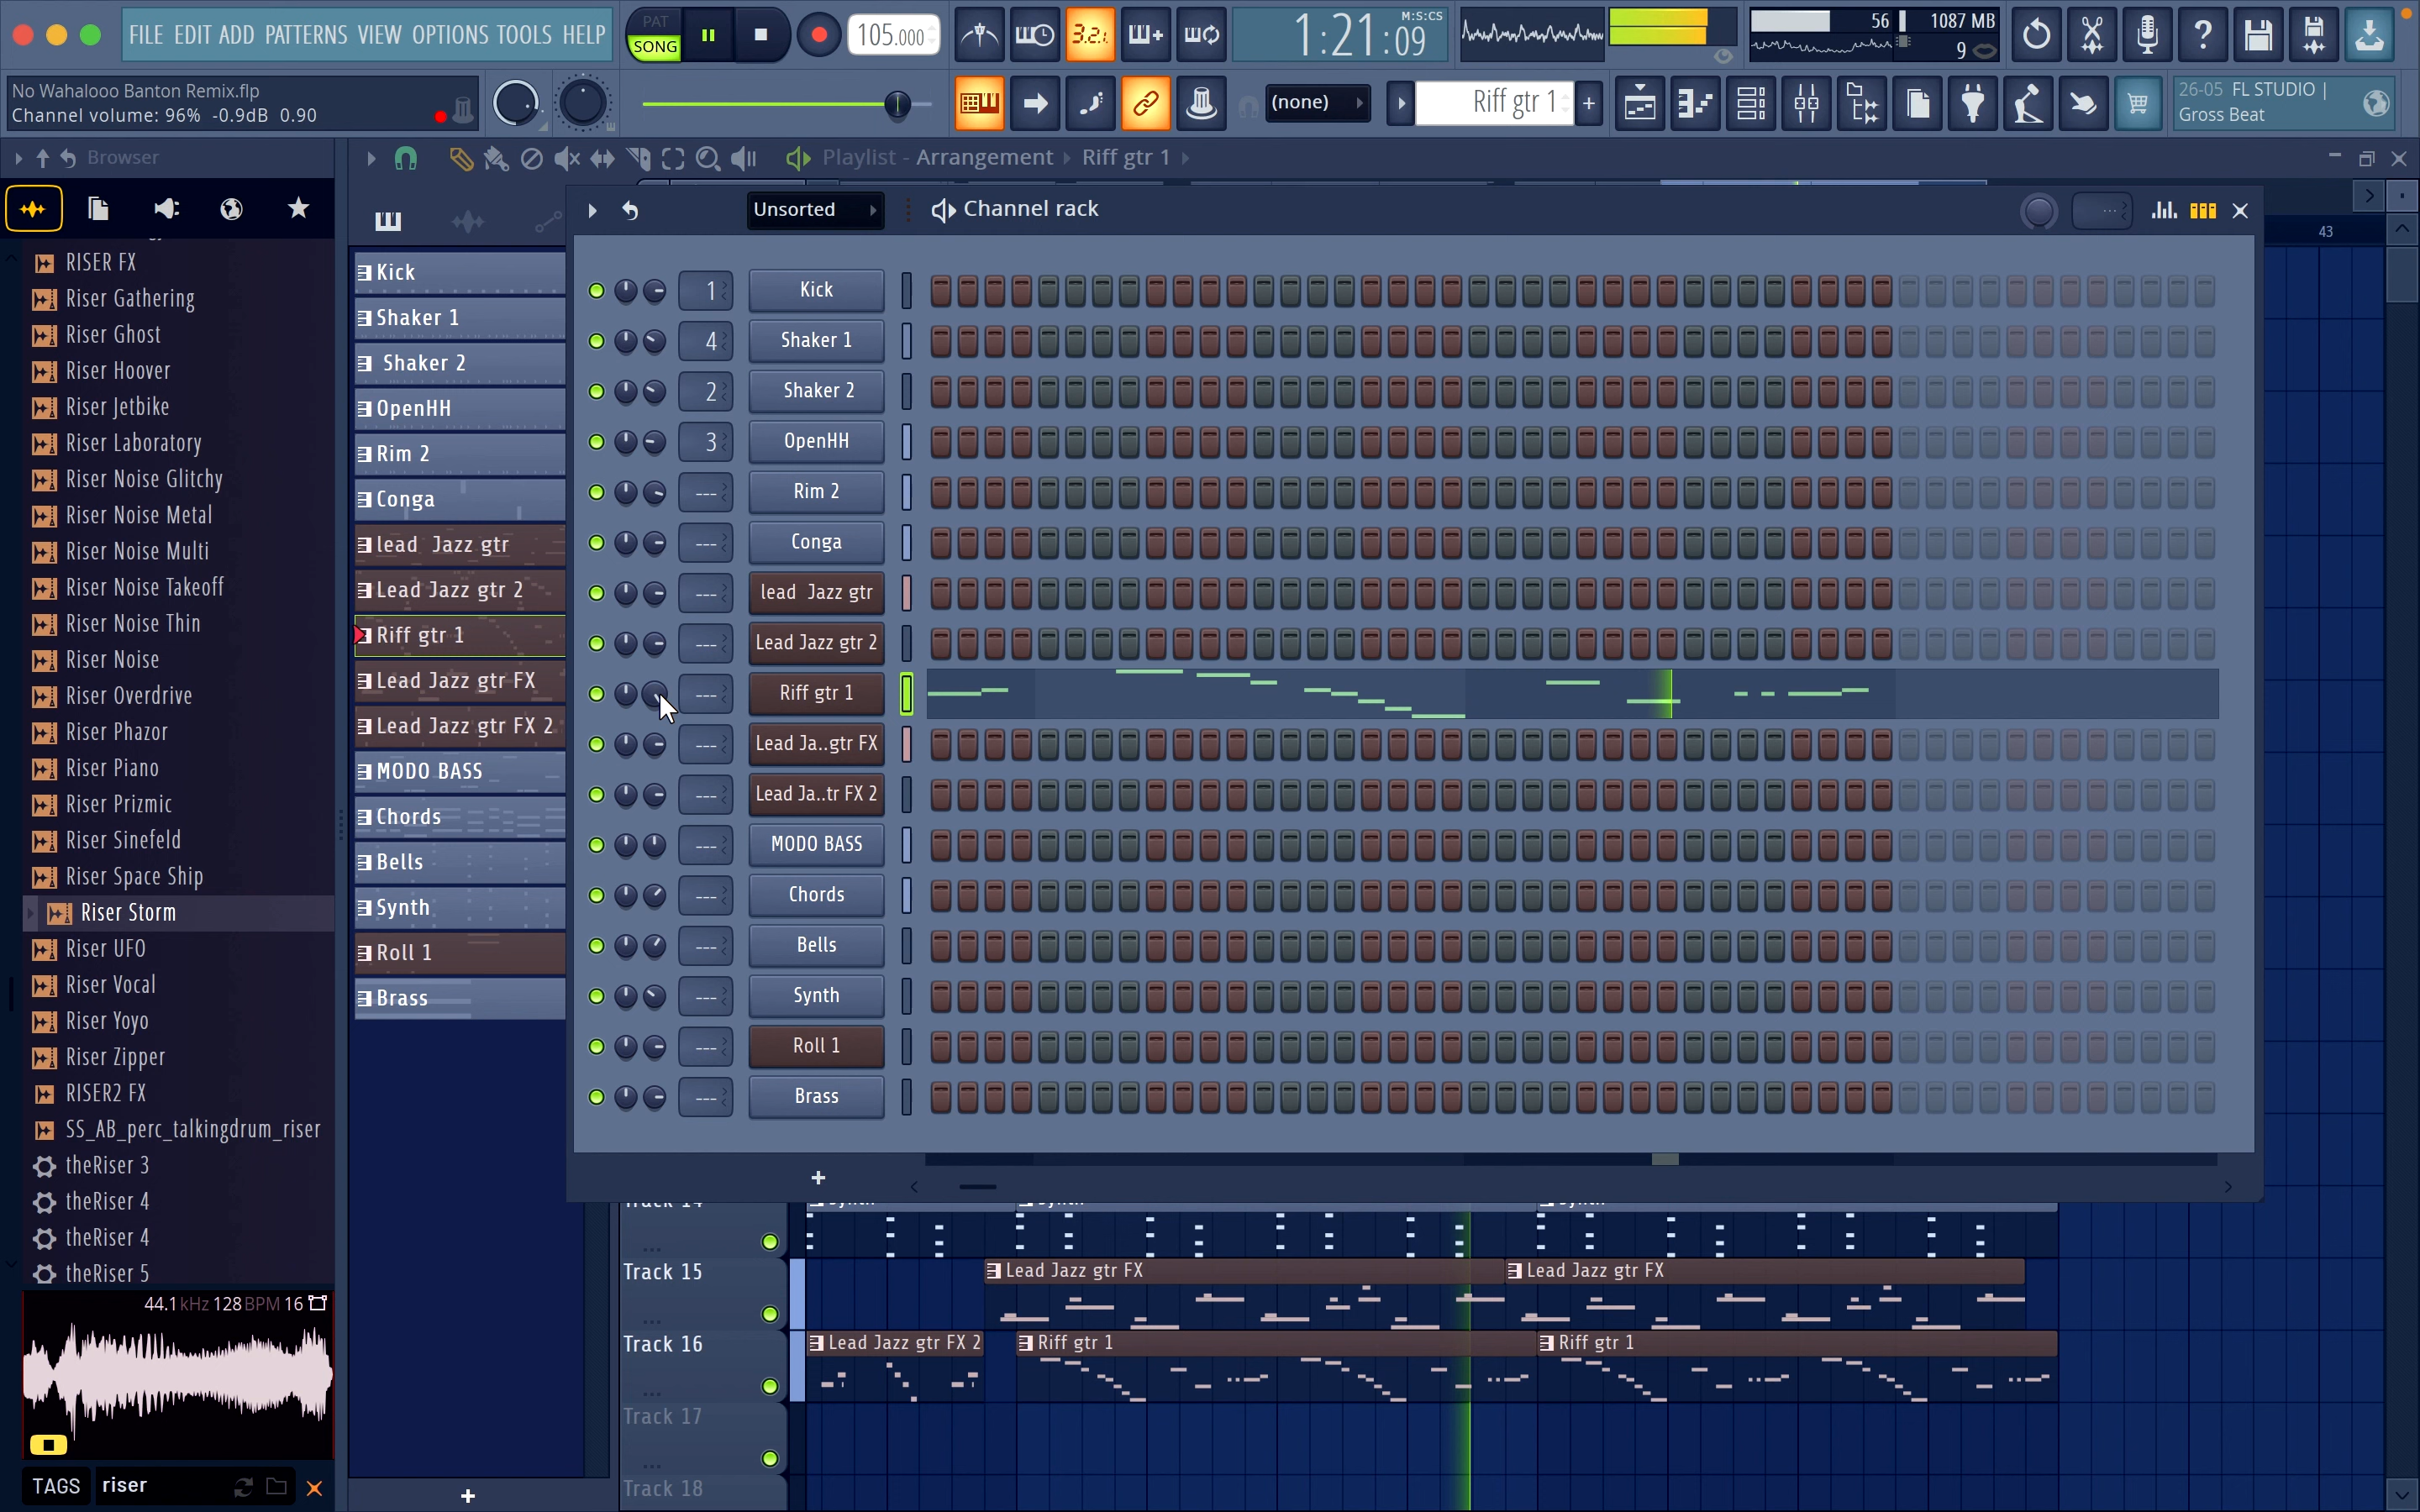 FILE EDIT ADD PATTERNS VIEW OPTIONS TOOLS HELP
PAT
SONG
105.000
3.2.
1:21:09
M:S:CS
56
1087 MB
9
No Wahalooo Banton Remix.flp
Channel volume: 96% -0.9dB 0.90
(none)
Riff gtr 1
+
26-05 FL STUDIO |
Gross Beat
Browser
Playlist - Arrangement Riff gtr 1
Unsorted
Channel rack
43
RISER FX
Riser Gathering
Riser Ghost
Riser Hoover
Riser Jetbike
Riser Laboratory
Riser Noise Glitchy
Riser Noise Metal
Riser Noise Multi
Riser Noise Takeoff
Riser Noise Thin
Riser Noise
Riser Overdrive
Riser Phazor
Riser Piano
Riser Prizmic
Riser Sinefeld
Riser Space Ship
Riser Storm
Riser UFO
Riser Vocal
Riser Yoyo
Riser Zipper
RISER2 FX
SS_AB_perc_talkingdrum_riser
theRiser 3
theRiser 4
theRiser 4
theRiser 5
44.1kHz 128BPM 16
TAGS riser
Kick
Shaker 1
Shaker 2
OpenHH
Rim 2
Conga
lead Jazz gtr
Lead Jazz gtr 2
Riff gtr 1
Lead Jazz gtr FX
Lead Jazz gtr FX 2
MODO BASS
Chords
Bells
Synth
Roll 1
Brass
+
1 Kick
4 Shaker 1
2 Shaker 2
3 OpenHH
--- Rim 2
--- Conga
--- lead Jazz gtr
--- Lead Jazz gtr 2
--- Riff gtr 1
--- Lead Ja..gtr FX
--- Lead Ja..tr FX 2
--- MODO BASS
--- Chords
--- Bells
--- Synth
--- Roll 1
--- Brass
+
Track 15
Lead Jazz gtr FX
Lead Jazz gtr FX
Track 16
Lead Jazz gtr FX 2
Riff gtr 1
Riff gtr 1
Track 17
Track 18